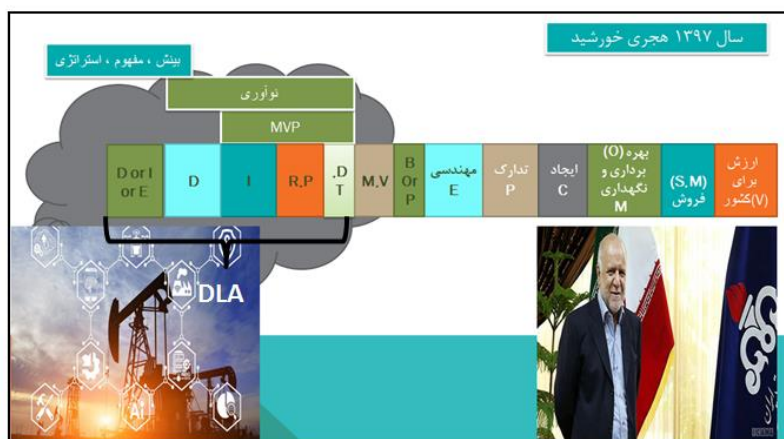 سال ۱۳۹۷ هجری خورشید
بینش ، مفهوم ، استراتژی
نوآوری
MVP
D or I
or E
D
I
R.P
.D
T
M.V
B
Or
P
مهندسی
E
تدارک
P
ایجاد
C
بهره (O)
برداری و
نگهداری
M
(S,M)
فروش
ارزش
برای
کشور(V)
DLA
Ai